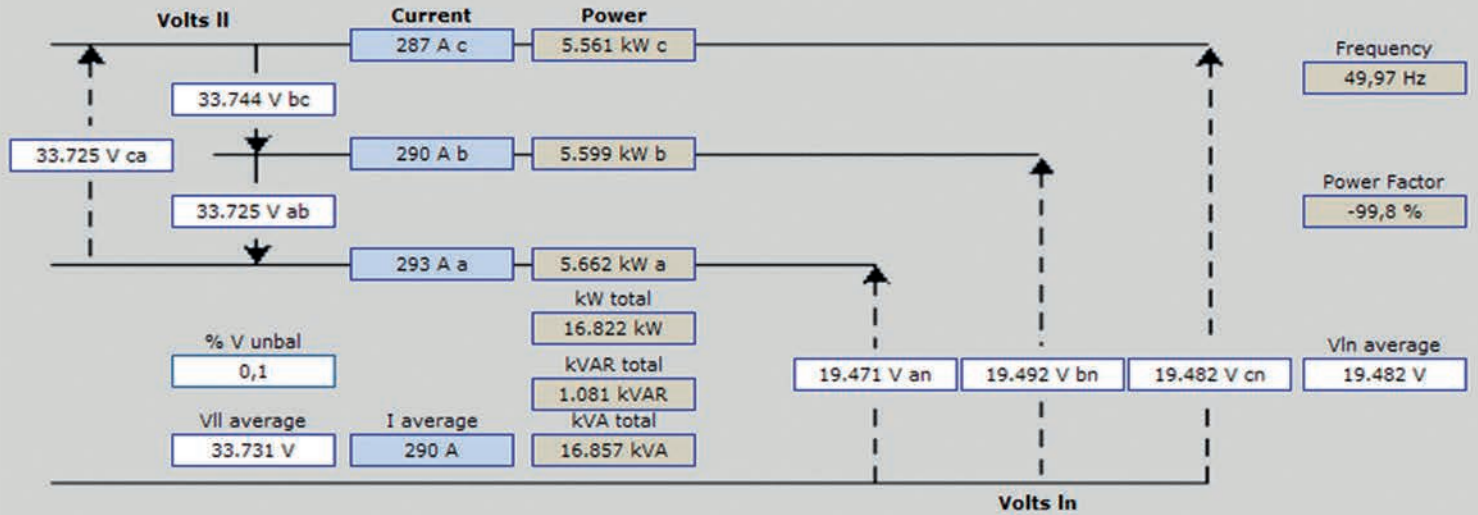 Volts ll
Current
Power
287 A c
5.561 kW c
Frequency
49,97 Hz
33.744 V bc
33.725 V ca
290 A b
5.599 kW b
Power Factor
-99,8 %
33.725 V ab
293 A a
5.662 kW a
kW total
16.822 kW
% V unbal
0,1
kVAR total
1.081 kVAR
19.471 V an
19.492 V bn
19.482 V cn
Vln average
19.482 V
Vll average
33.731 V
I average
290 A
kVA total
16.857 kVA
Volts ln